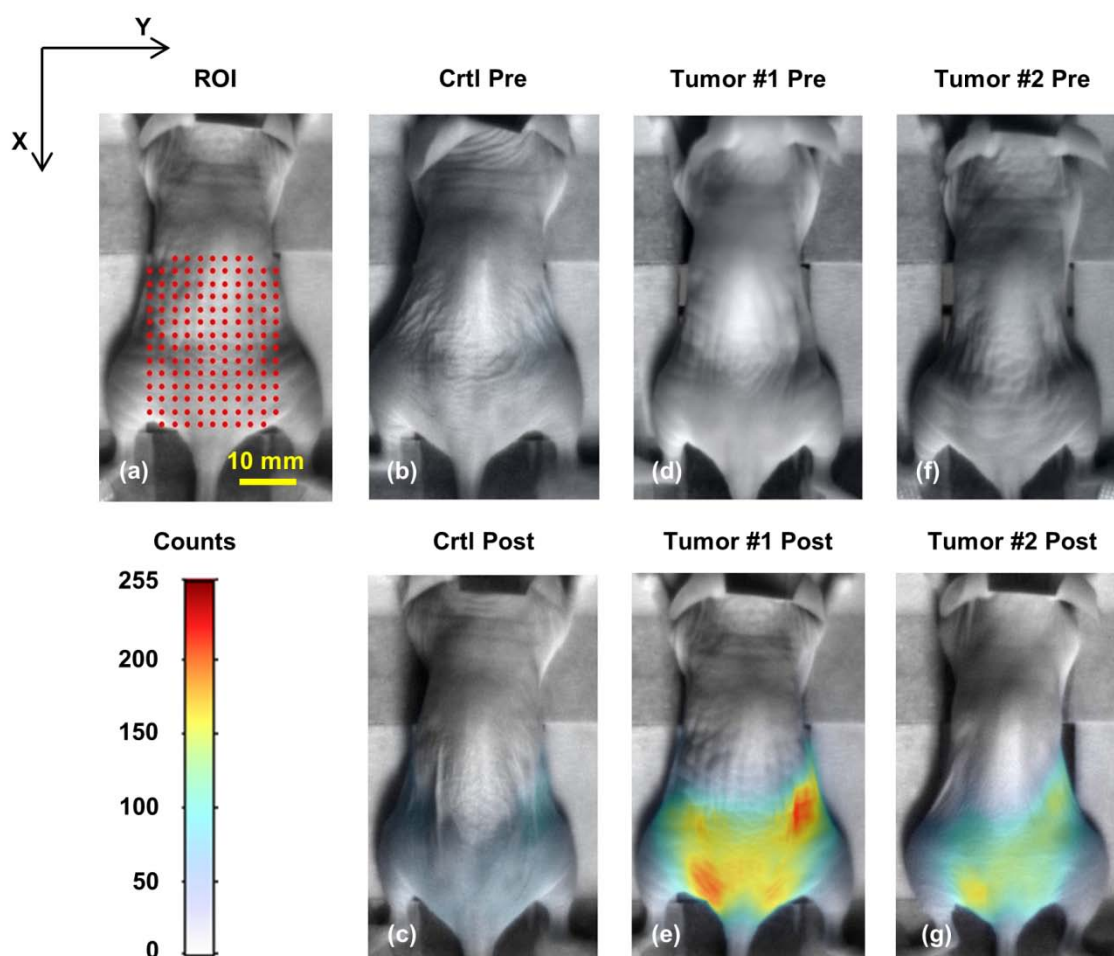 Y
X
ROI
Crtl Pre
Tumor #1 Pre
Tumor #2 Pre
10 mm
(a)
(b)
(d)
(f)
Counts
Crtl Post
Tumor #1 Post
Tumor #2 Post
255
200
150
100
50
0
(c)
(e)
(g)